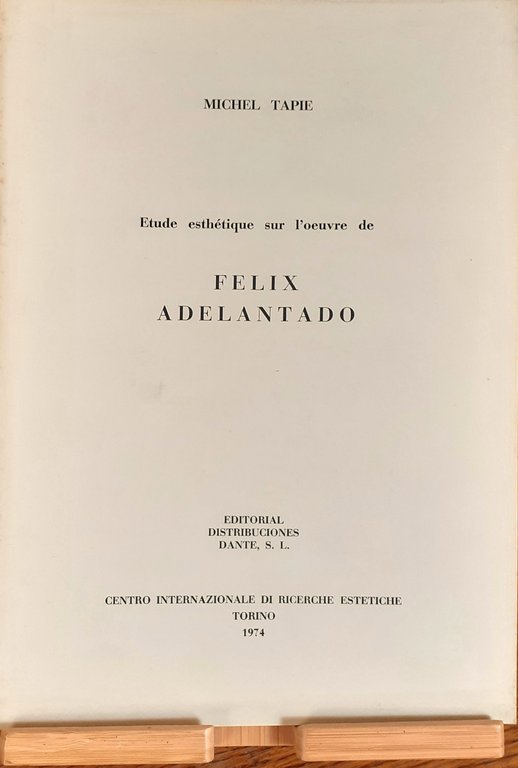 MICHEL TAPIE
Etude esthétique sur l'oeuvre de
FELIX
ADELANTADO
EDITORIAL
DISTRIBUCIONES
DANTE, S. L.
CENTRO INTERNAZIONALE DI RICERCHE ESTETICHE
TORINO
1974